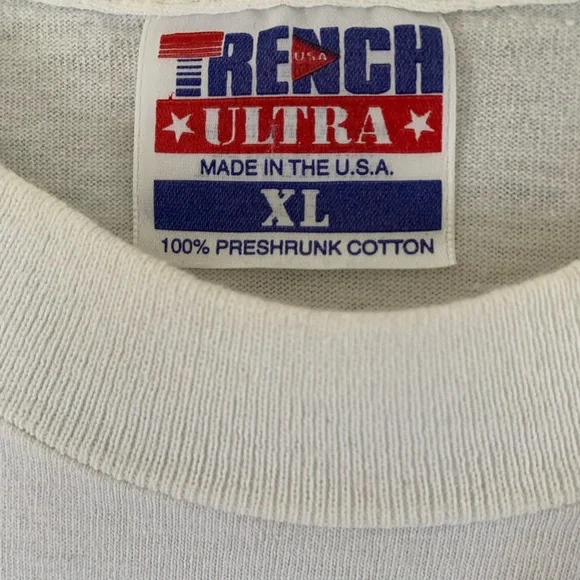 TRENCH
USA
ULTRA
MADE IN THE U.S.A.
XL
100% PRESHRUNK COTTON